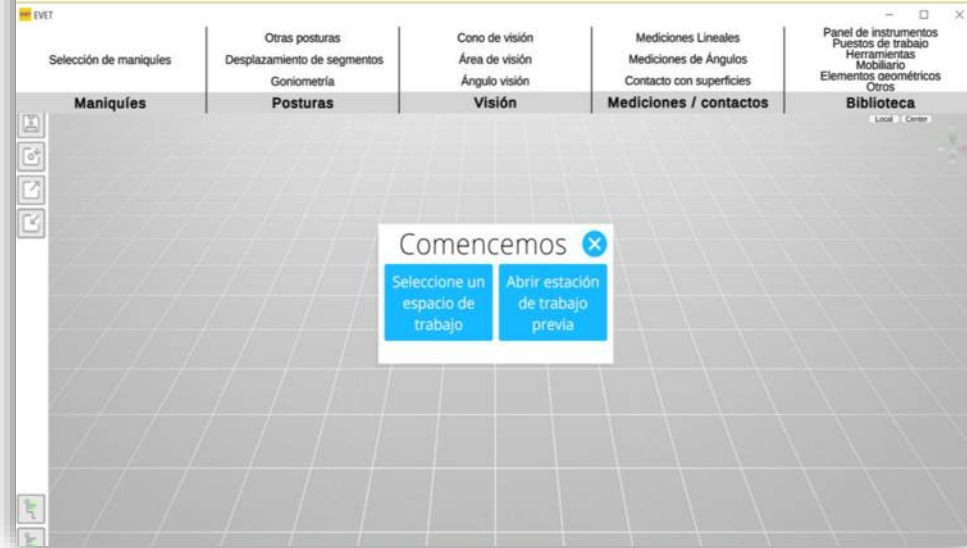 EVET
Selección de maniquíes
Maniquíes
Otras posturas
Desplazamiento de segmentos
Goniometría
Posturas
Cono de visión
Área de visión
Ángulo visión
Visión
Mediciones Lineales
Mediciones de Ángulos
Contacto con superficies
Mediciones / contactos
Panel de instrumentos
Puestos de trabajo
Herramientas
Mobiliario
Elementos geométricos
Otros
Biblioteca
Local Center
Comencemos
Seleccione un
espacio de
trabajo
Abrir estación
de trabajo
previa